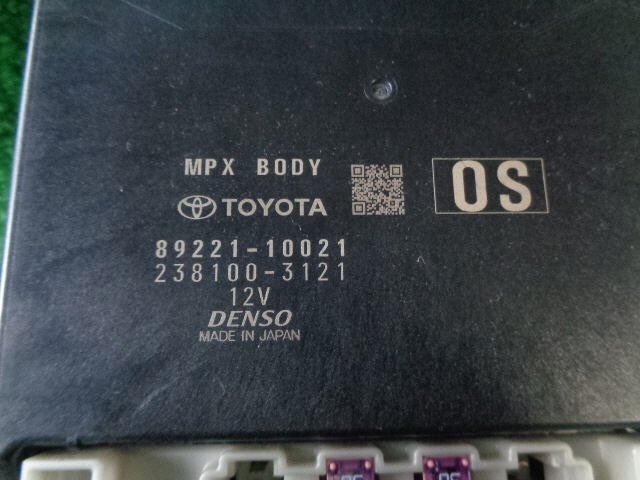 MPX BODY
OS
TOYOTA
89221-10021
238100-3121
12V
DENSO
MADE IN JAPAN